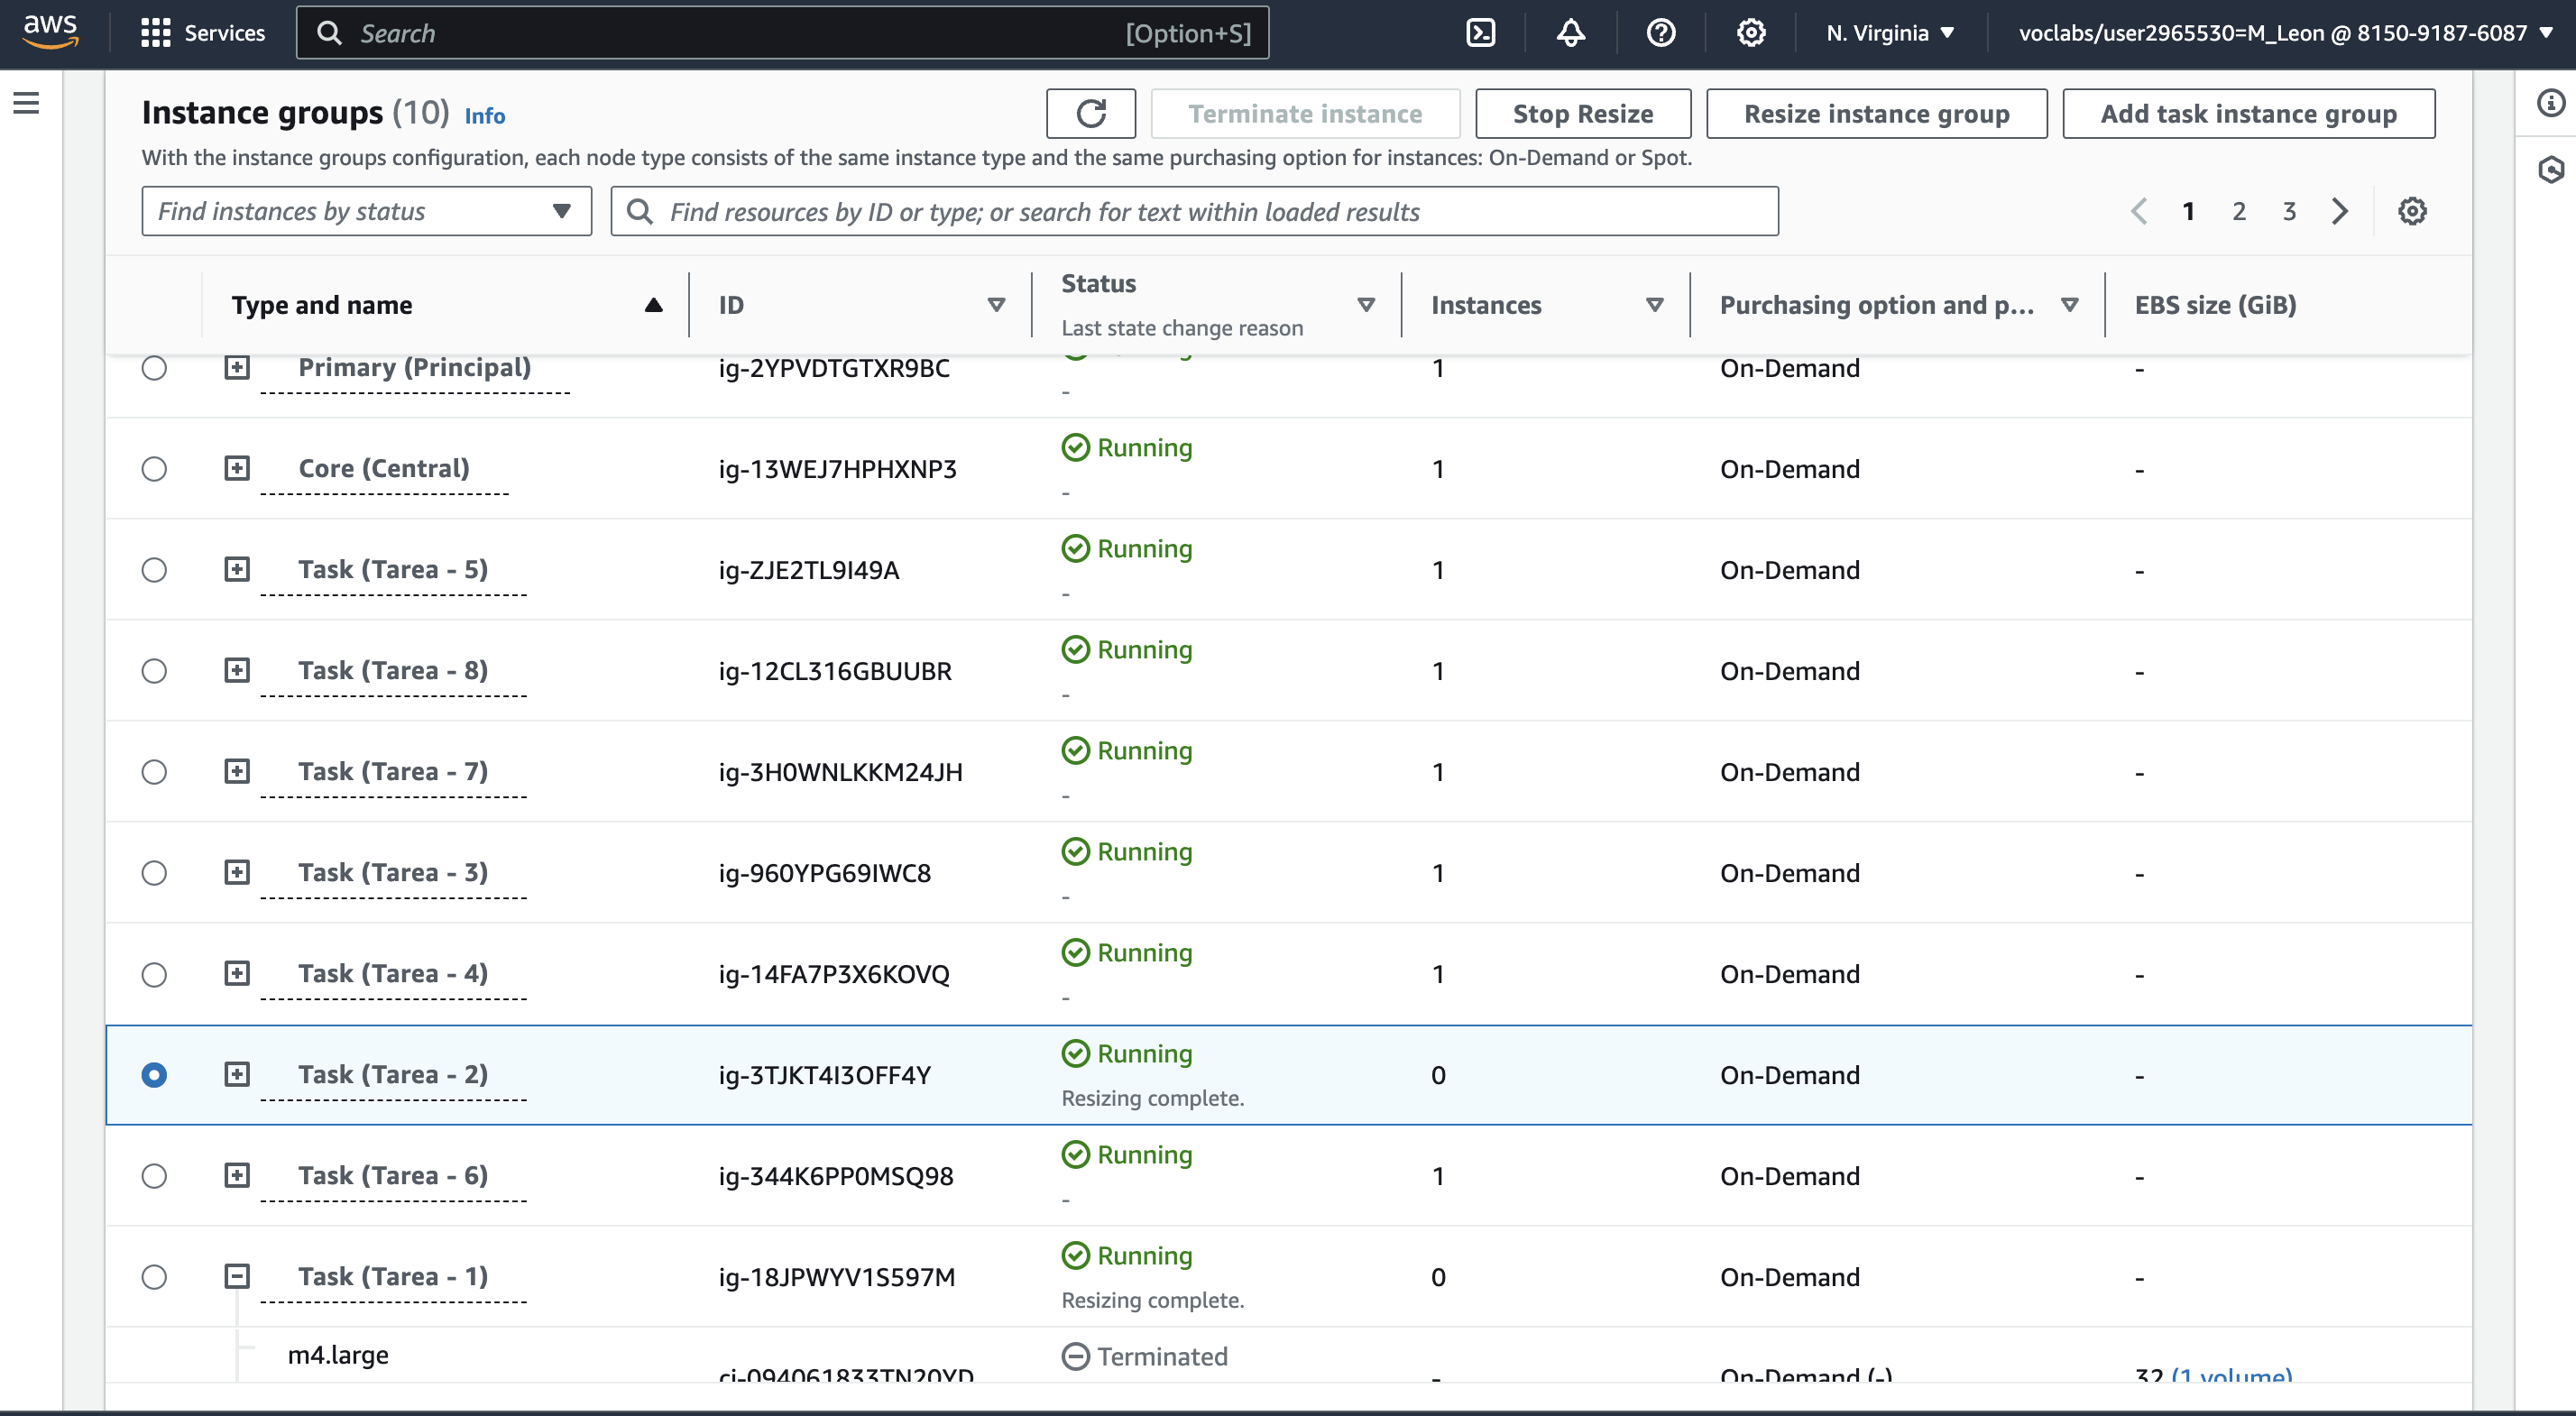 aws Services Search [Option+S] N. Virginia voclabs/user2965530=M_Leon @ 8150-9187-6087
Instance groups (10) Info Terminate instance Stop Resize Resize instance group Add task instance group
With the instance groups configuration, each node type consists of the same instance type and the same purchasing option for instances: On-Demand or Spot.
Find instances by status Find resources by ID or type; or search for text within loaded results 1 2 3
Type and name ID Status Last state change reason Instances Purchasing option and p... EBS size (GiB)
Primary (Principal) ig-2YPVDTGTXR9BC 1 On-Demand -
-
Running
Core (Central) ig-13WEJ7HPHXNP3 1 On-Demand -
-
Running
Task (Tarea - 5) ig-ZJE2TL9I49A 1 On-Demand -
-
Running
Task (Tarea - 8) ig-12CL316GBUUBR 1 On-Demand -
-
Running
Task (Tarea - 7) ig-3H0WNLKKM24JH 1 On-Demand -
-
Running
Task (Tarea - 3) ig-960YPG69IWC8 1 On-Demand -
-
Running
Task (Tarea - 4) ig-14FA7P3X6KOVQ 1 On-Demand -
-
Running
Task (Tarea - 2) ig-3TJKT4I3OFF4Y 0 On-Demand -
Resizing complete.
Running
Task (Tarea - 6) ig-344K6PP0MSQ98 1 On-Demand -
-
Running
Task (Tarea - 1) ig-18JPWYV1S597M 0 On-Demand -
Resizing complete.
m4.large Terminated
ci-094061833TN20YD - On-Demand (-) 32 (1 volume)